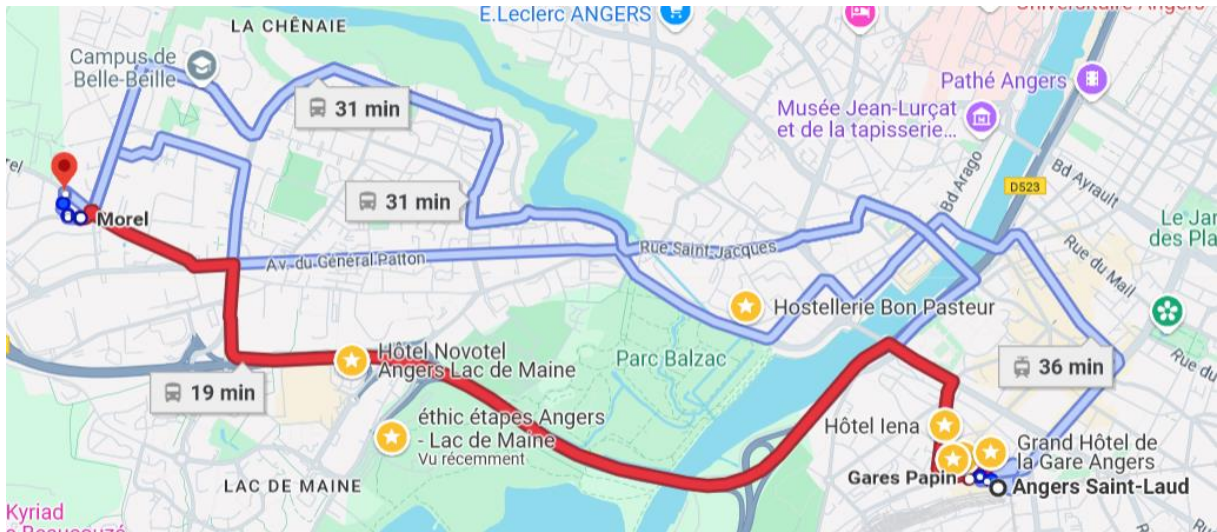 LA CHÊNAIE
E.Leclerc ANGERS
Universitaire Angers
Campus de
Belle-Beille
Pathé Angers
31 min
Musée Jean-Lurçat
et de la tapisserie...
Bd Arago
Bd Ayrault
D523
31 min
Morel
Le Jar
des Pla
Rue Saint-Jacques
Av. du Général Patton
Rue du Mail
Hostellerie Bon Pasteur
Hôtel Novotel
Angers Lac de Maine
Parc Balzac
36 min
Rue du
19 min
éthic étapes Angers
- Lac de Maine
Vu récemment
Hôtel Iena
Grand Hôtel de
la Gare Angers
Gares Papin
Angers Saint-Laud
LAC DE MAINE
Kyriad